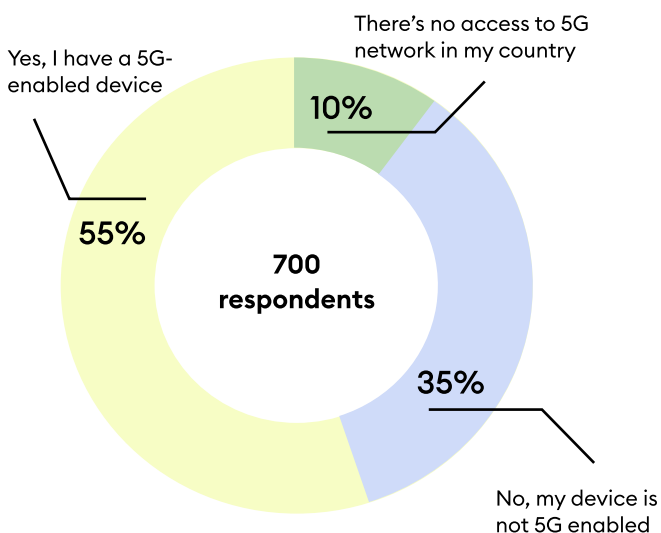 There’s no access to 5G
network in my country
Yes, I have a 5G-
enabled device
10%
55%
700
respondents
35%
No, my device is
not 5G enabled